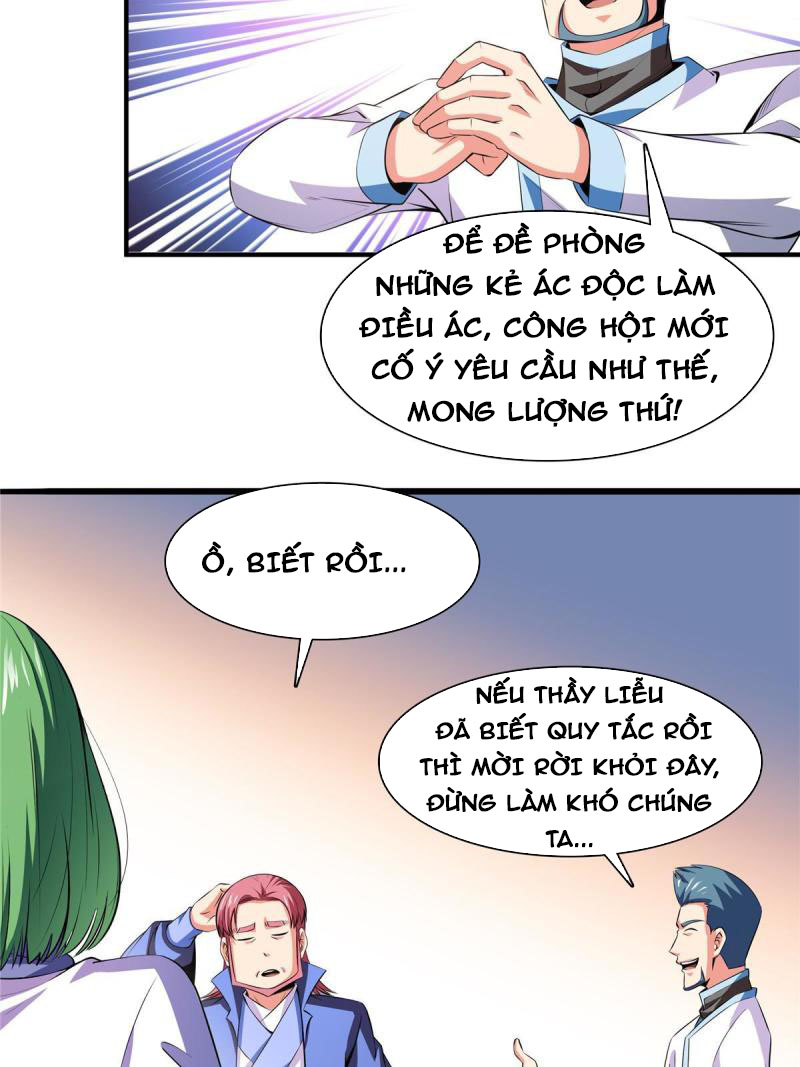 ĐỂ ĐỀ PHÒNG
NHỮNG KẺ ÁC ĐỘC LÀM
ĐIỀU ÁC, CÔNG HỘI MỚI
CỐ Ý YÊU CẦU NHƯ THẾ,
MONG LƯỢNG THỨ!
Ồ, BIẾT RỒI...
NẾU THẦY LIỄU
ĐÃ BIẾT QUY TẮC RỒI
THÌ MỜI RỜI KHỎI ĐÂY,
ĐỪNG LÀM KHÓ CHÚNG
TA...